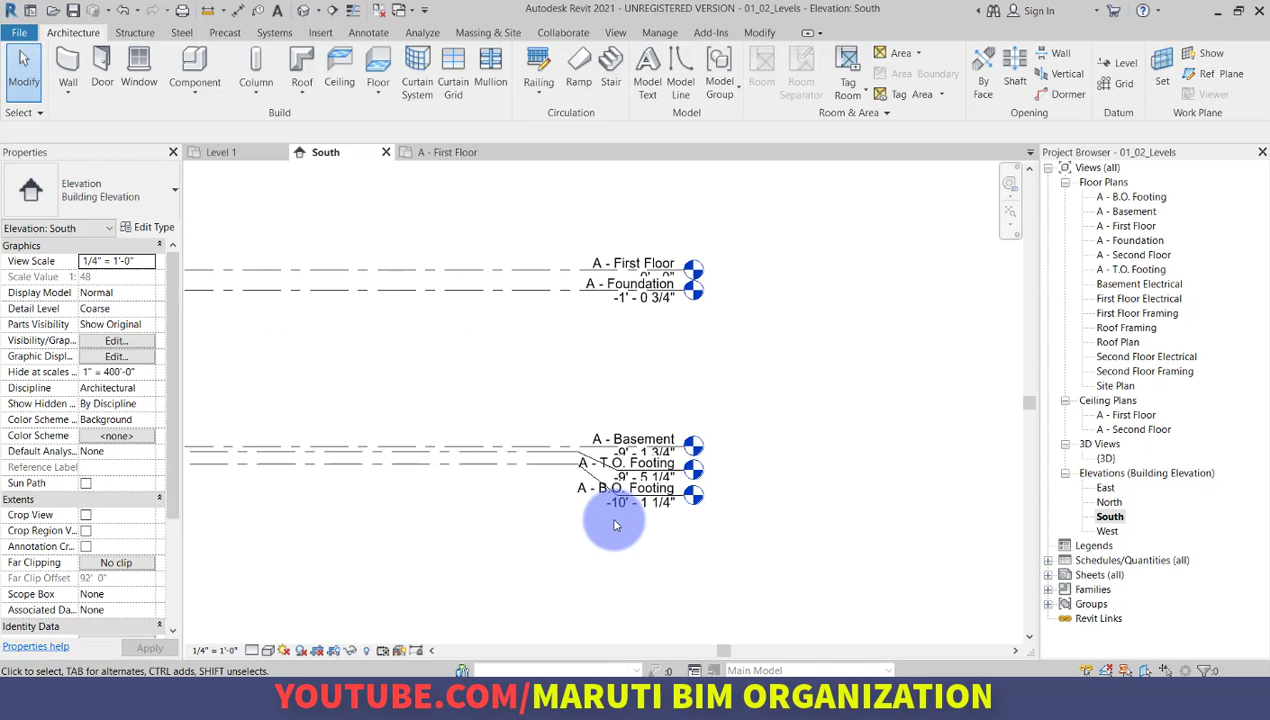 Autodesk Revit 2021 - UNREGISTERED VERSION - 01_02_Levels - Elevation: South
Sign In
File
Architecture
Structure
Steel
Precast
Systems
Insert
Annotate
Analyze
Massing & Site
Collaborate
View
Manage
Add-Ins
Modify
Modify
Wall
Door
Window
Component
Column
Roof
Ceiling
Floor
Curtain System
Curtain Grid
Mullion
Railing
Ramp
Stair
Model Text
Model Line
Model Group
Room
Room Separator
Tag Room
Area
Area Boundary
Tag Area
By Face
Shaft
Wall
Vertical
Dormer
Level
Grid
Set
Show
Ref Plane
Viewer
Select
Build
Circulation
Model
Room & Area
Opening
Datum
Work Plane
Properties
Level 1
South
A - First Floor
Project Browser - 01_02_Levels
Elevation
Building Elevation
Elevation: South
Edit Type
Graphics
View Scale 1/4" = 1'-0"
Scale Value 1: 48
Display Model Normal
Detail Level Coarse
Parts Visibility Show Original
Visibility/Grap... Edit...
Graphic Displ... Edit...
Hide at scales ... 1" = 400'-0"
Discipline Architectural
Show Hidden ... By Discipline
Color Scheme ... Background
Color Scheme <none>
Default Analys... None
Reference Label
Sun Path
Extents
Crop View
Crop Region V...
Annotation Cr...
Far Clipping No clip
Far Clip Offset 92' 0"
Scope Box None
Associated Da... None
Identity Data
Properties help
Apply
A - First Floor
0' - 0"
A - Foundation
-1' - 0 3/4"
A - Basement
-9' - 1 3/4"
A - T.O. Footing
-9' - 5 1/4"
A - B.O. Footing
-10' - 1 1/4"
Views (all)
Floor Plans
A - B.O. Footing
A - Basement
A - First Floor
A - Foundation
A - Second Floor
A - T.O. Footing
Basement Electrical
First Floor Electrical
First Floor Framing
Roof Framing
Roof Plan
Second Floor Electrical
Second Floor Framing
Site Plan
Ceiling Plans
A - First Floor
A - Second Floor
3D Views
{3D}
Elevations (Building Elevation)
East
North
South
West
Legends
Schedules/Quantities (all)
Sheets (all)
Families
Groups
Revit Links
1/4" = 1'-0"
Click to select, TAB for alternates, CTRL adds, SHIFT unselects.
:0
Main Model
:0
YOUTUBE.COM/MARUTI BIM ORGANIZATION